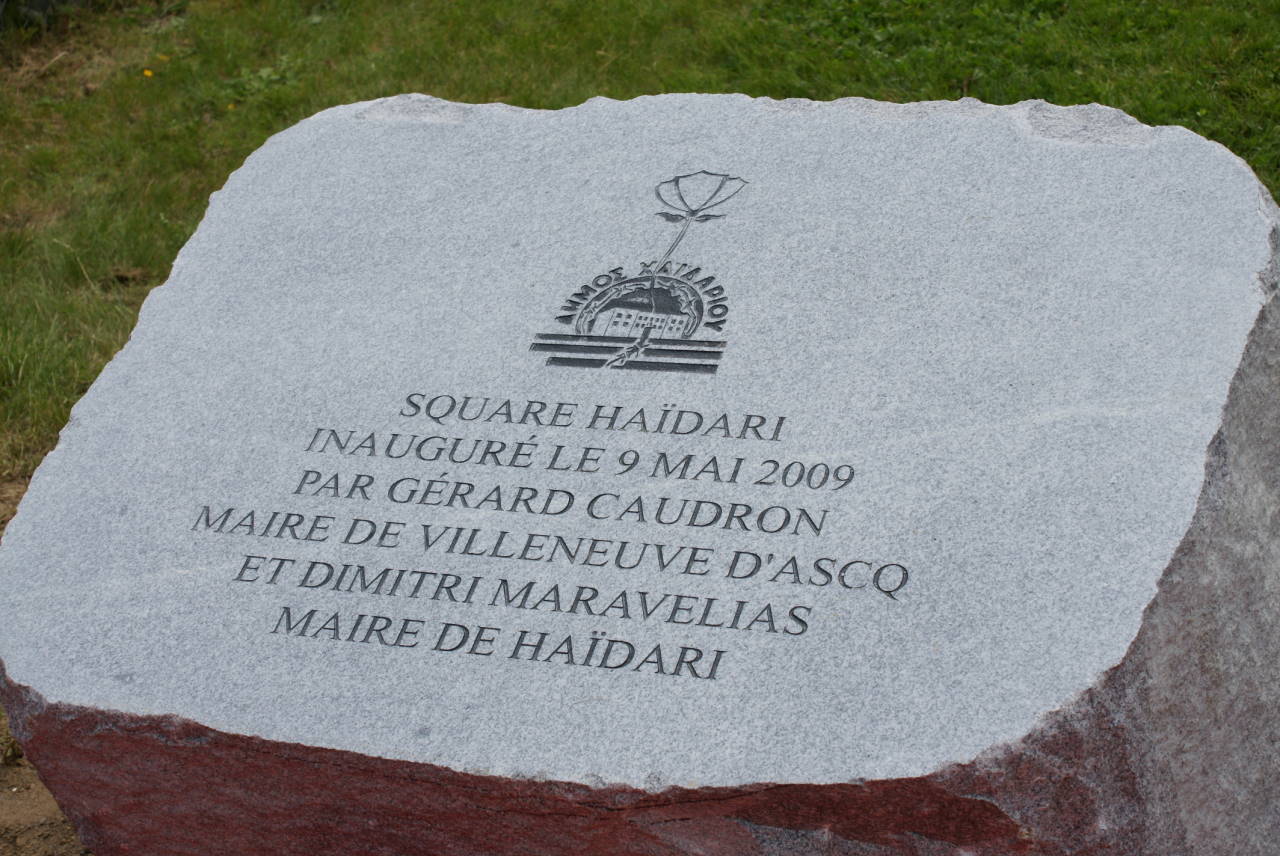 ΔΗΜΟΣ ΧΑΪΔΑΡΙΟΥ
SQUARE HAÏDARI
INAUGURÉ LE 9 MAI 2009
PAR GÉRARD CAUDRON
MAIRE DE VILLENEUVE D'ASCQ
ET DIMITRI MARAVELIAS
MAIRE DE HAÏDARI